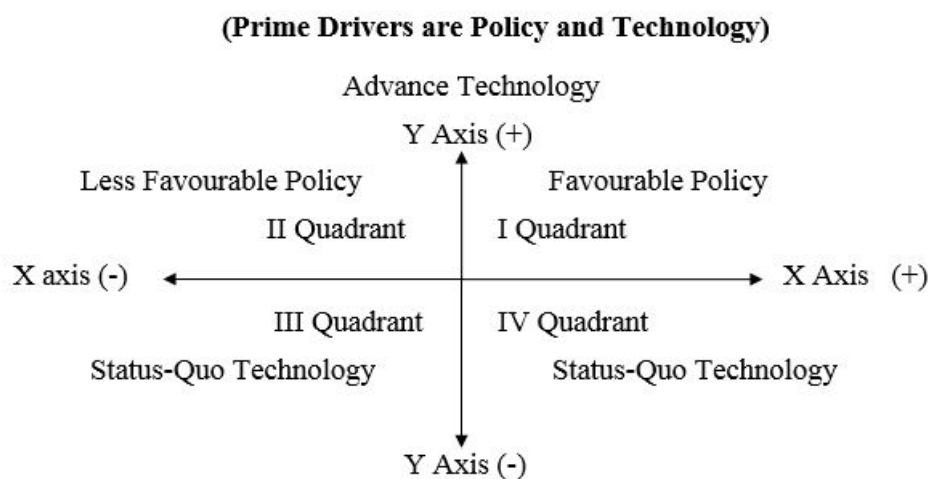 (Prime Drivers are Policy and Technology)
Advance Technology
Y Axis (+)
Less Favourable Policy Favourable Policy
II Quadrant I Quadrant
X axis (-) X Axis (+)
III Quadrant IV Quadrant
Status-Quo Technology Status-Quo Technology
Y Axis (-)